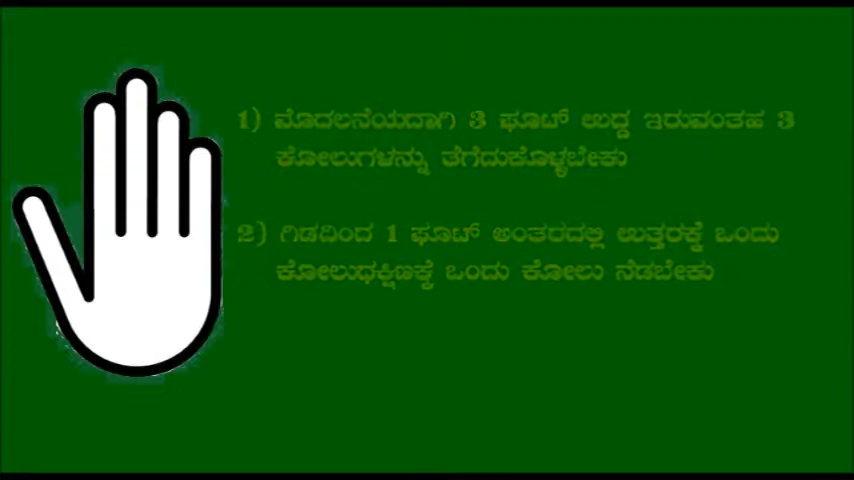 1) ಮೊದಲನೆಯದಾಗಿ 3 ಫೂಟ್ ಉದ್ದ ಇರುವಂತಹ 3
ಕೋಲುಗಳನ್ನು ತೆಗೆದುಕೊಳ್ಳಬೇಕು
2) ಗಿಡದಿಂದ 1 ಫೂಟ್ ಅಂತರದಲ್ಲಿ ಉತ್ತರಕ್ಕೆ ಒಂದು
ಕೋಲುಧಕ್ಷಿಣಕ್ಕೆ ಒಂದು ಕೋಲು ನೆಡಬೇಕು